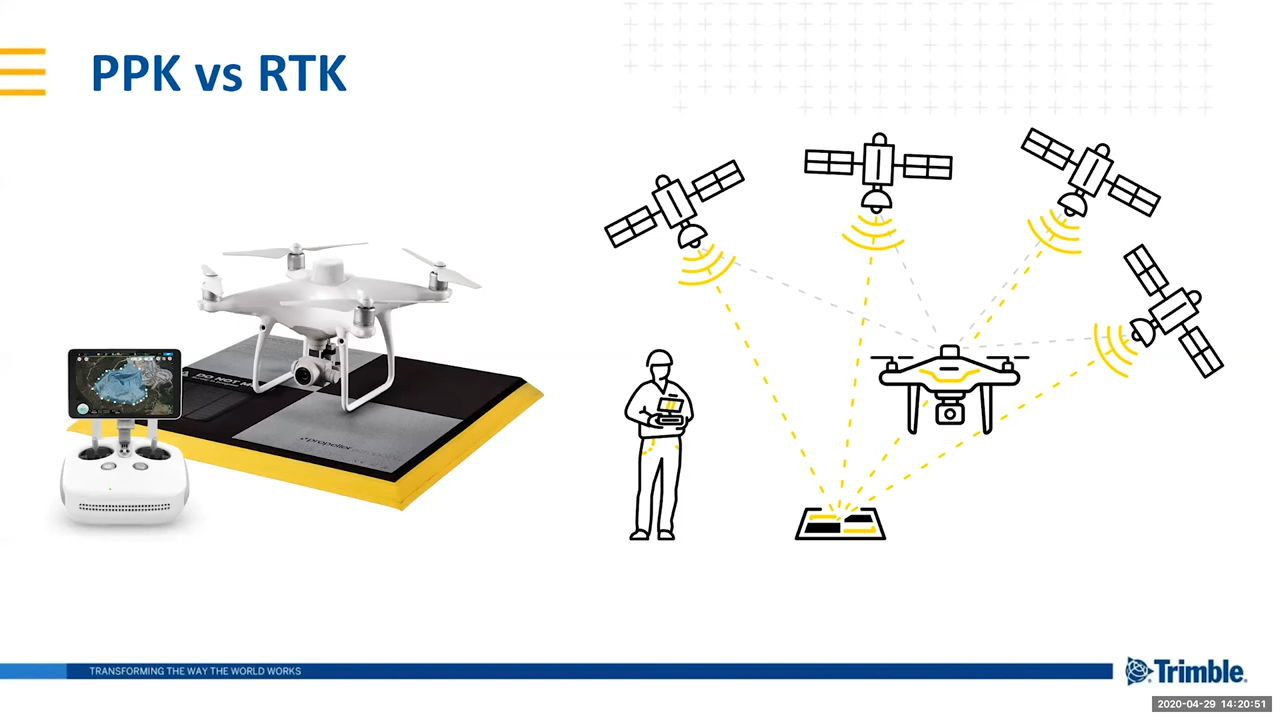 PPK vs RTK
DO NOT M
propeller
TRANSFORMING THE WAY THE WORLD WORKS
Trimble
2020-04-29 14:20:51